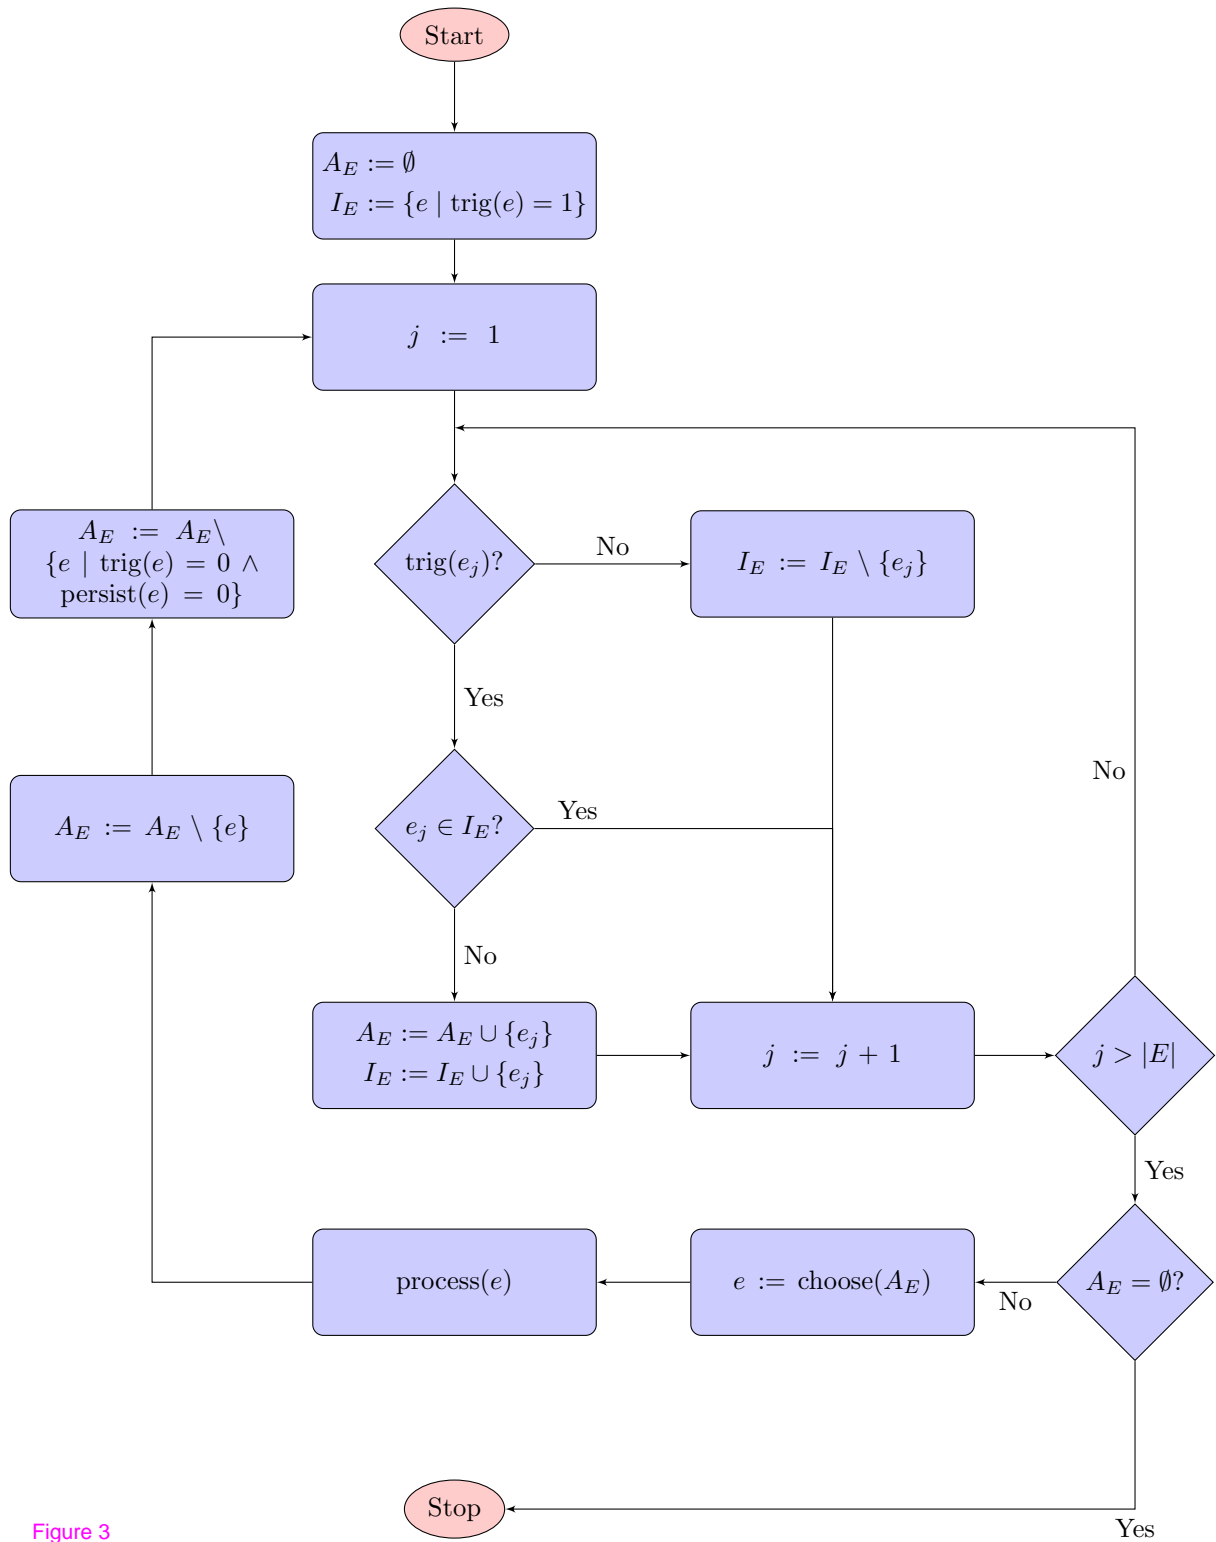 Start
A_E := ∅
I_E := {e | trig(e) = 1}
j := 1
A_E := A_E\
{e | trig(e) = 0 ∧
persist(e) = 0}
trig(e_j)?
No
I_E := I_E \ {e_j}
Yes
No
A_E := A_E \ {e}
e_j ∈ I_E?
Yes
No
A_E := A_E ∪ {e_j}
I_E := I_E ∪ {e_j}
j := j + 1
j > |E|
Yes
process(e)
e := choose(A_E)
No
A_E = ∅?
Stop
Yes
Figure 3